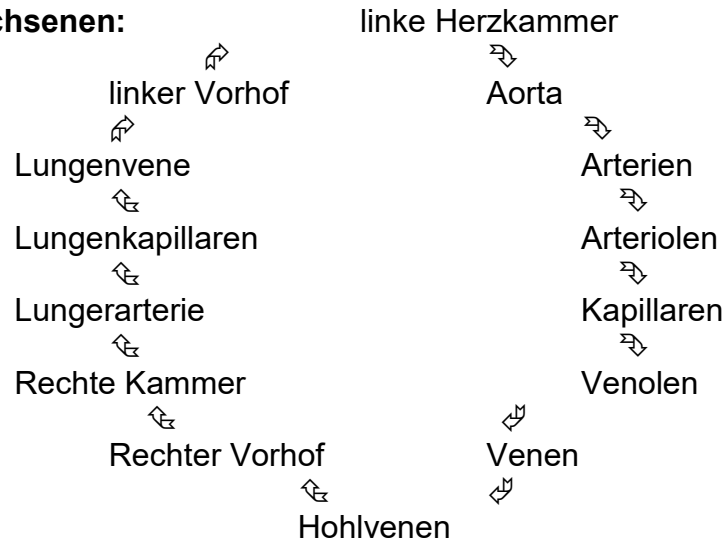 chsenen: linke Herzkammer
linker Vorhof Aorta
Lungenvene Arterien
Lungenkapillaren Arteriolen
Lungerarterie Kapillaren
Rechte Kammer Venolen
Rechter Vorhof Venen
Hohlvenen